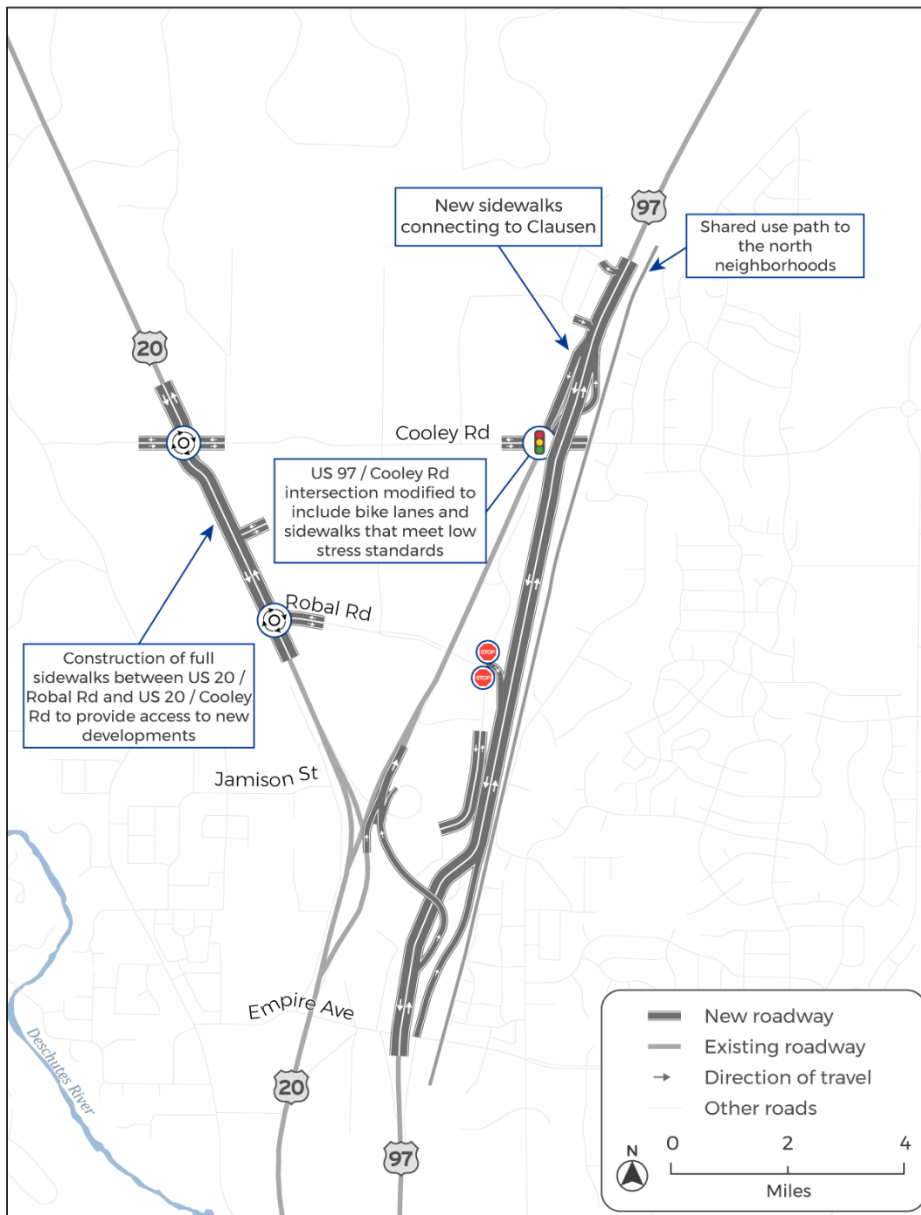 97
New sidewalks
connecting to Clausen
Shared use path to
the north
neighborhoods
20
Cooley Rd
US 97 / Cooley Rd
intersection modified to
include bike lanes and
sidewalks that meet low
stress standards
Robal Rd
STOP
STOP
Construction of full
sidewalks between US 20 /
Robal Rd and US 20 / Cooley
Rd to provide access to new
developments
Jamison St
Empire Ave
Deschutes River
20
97
New roadway
Existing roadway
Direction of travel
Other roads
N
0 2 4
Miles